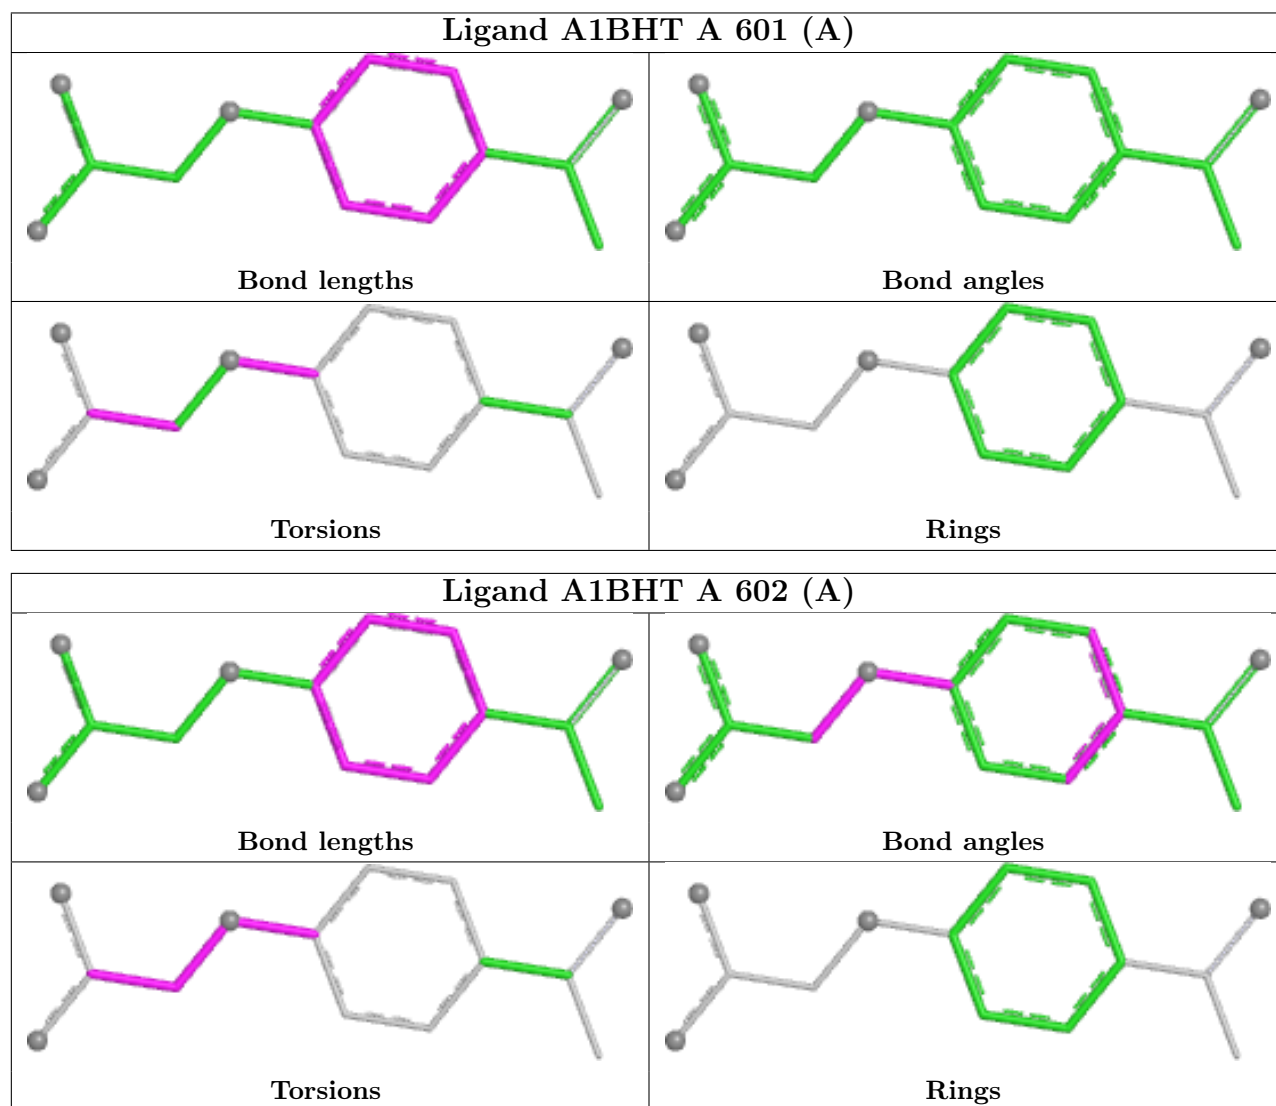 Ligand A1BHT A 601 (A)
Bond lengths
Bond angles
Torsions
Rings
Ligand A1BHT A 602 (A)
Bond lengths
Bond angles
Torsions
Rings